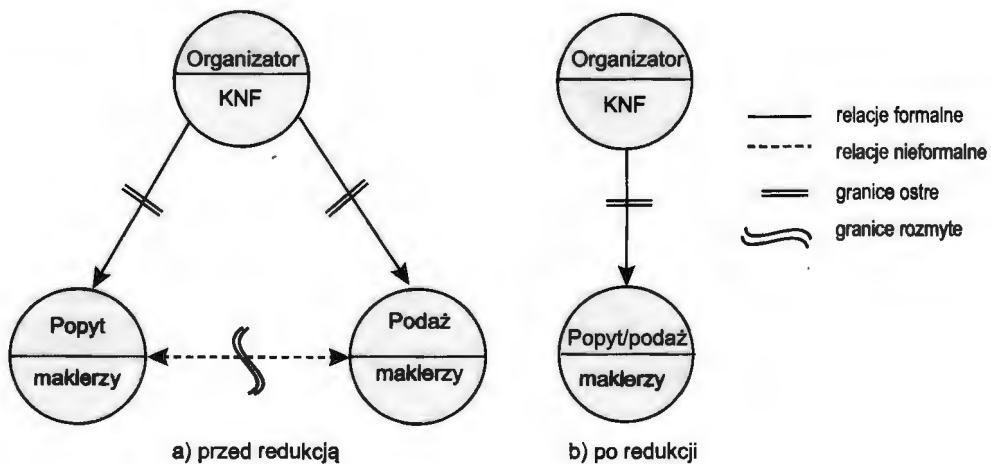 Organizator
KNF
Popyt
maklerzy
Podaż
maklerzy
a) przed redukcją
Organizator
KNF
Popyt/podaż
maklerzy
b) po redukcji
relacje formalne
relacje nieformalne
granice ostre
granice rozmyte